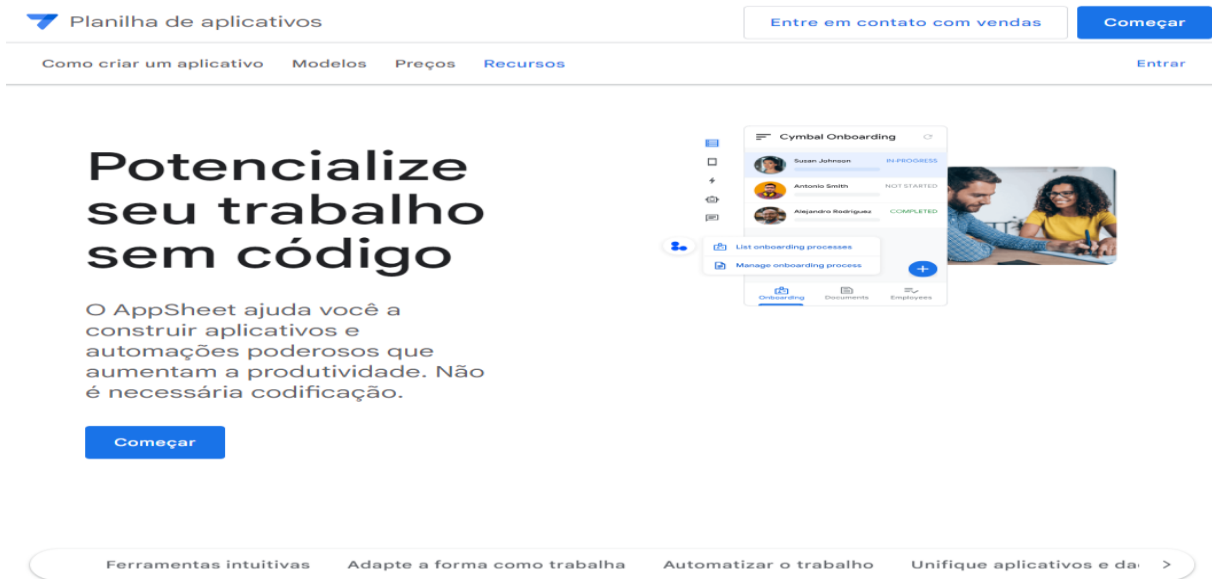 Planilha de aplicativos
Entre em contato com vendas
Começar
Como criar um aplicativo
Modelos
Preços
Recursos
Entrar
Potencialize
seu trabalho
sem código
O AppSheet ajuda você a
construir aplicativos e
automações poderosos que
aumentam a produtividade. Não
é necessária codificação.
Começar
Cymbal Onboarding
Susan Johnson IN-PROGRESS
Antonio Smith NOT STARTED
Alejandro Rodriguez COMPLETED
List onboarding processes
Manage onboarding process
Onboarding Documents Employees
Ferramentas intuitivas
Adapte a forma como trabalha
Automatizar o trabalho
Unifique aplicativos e da